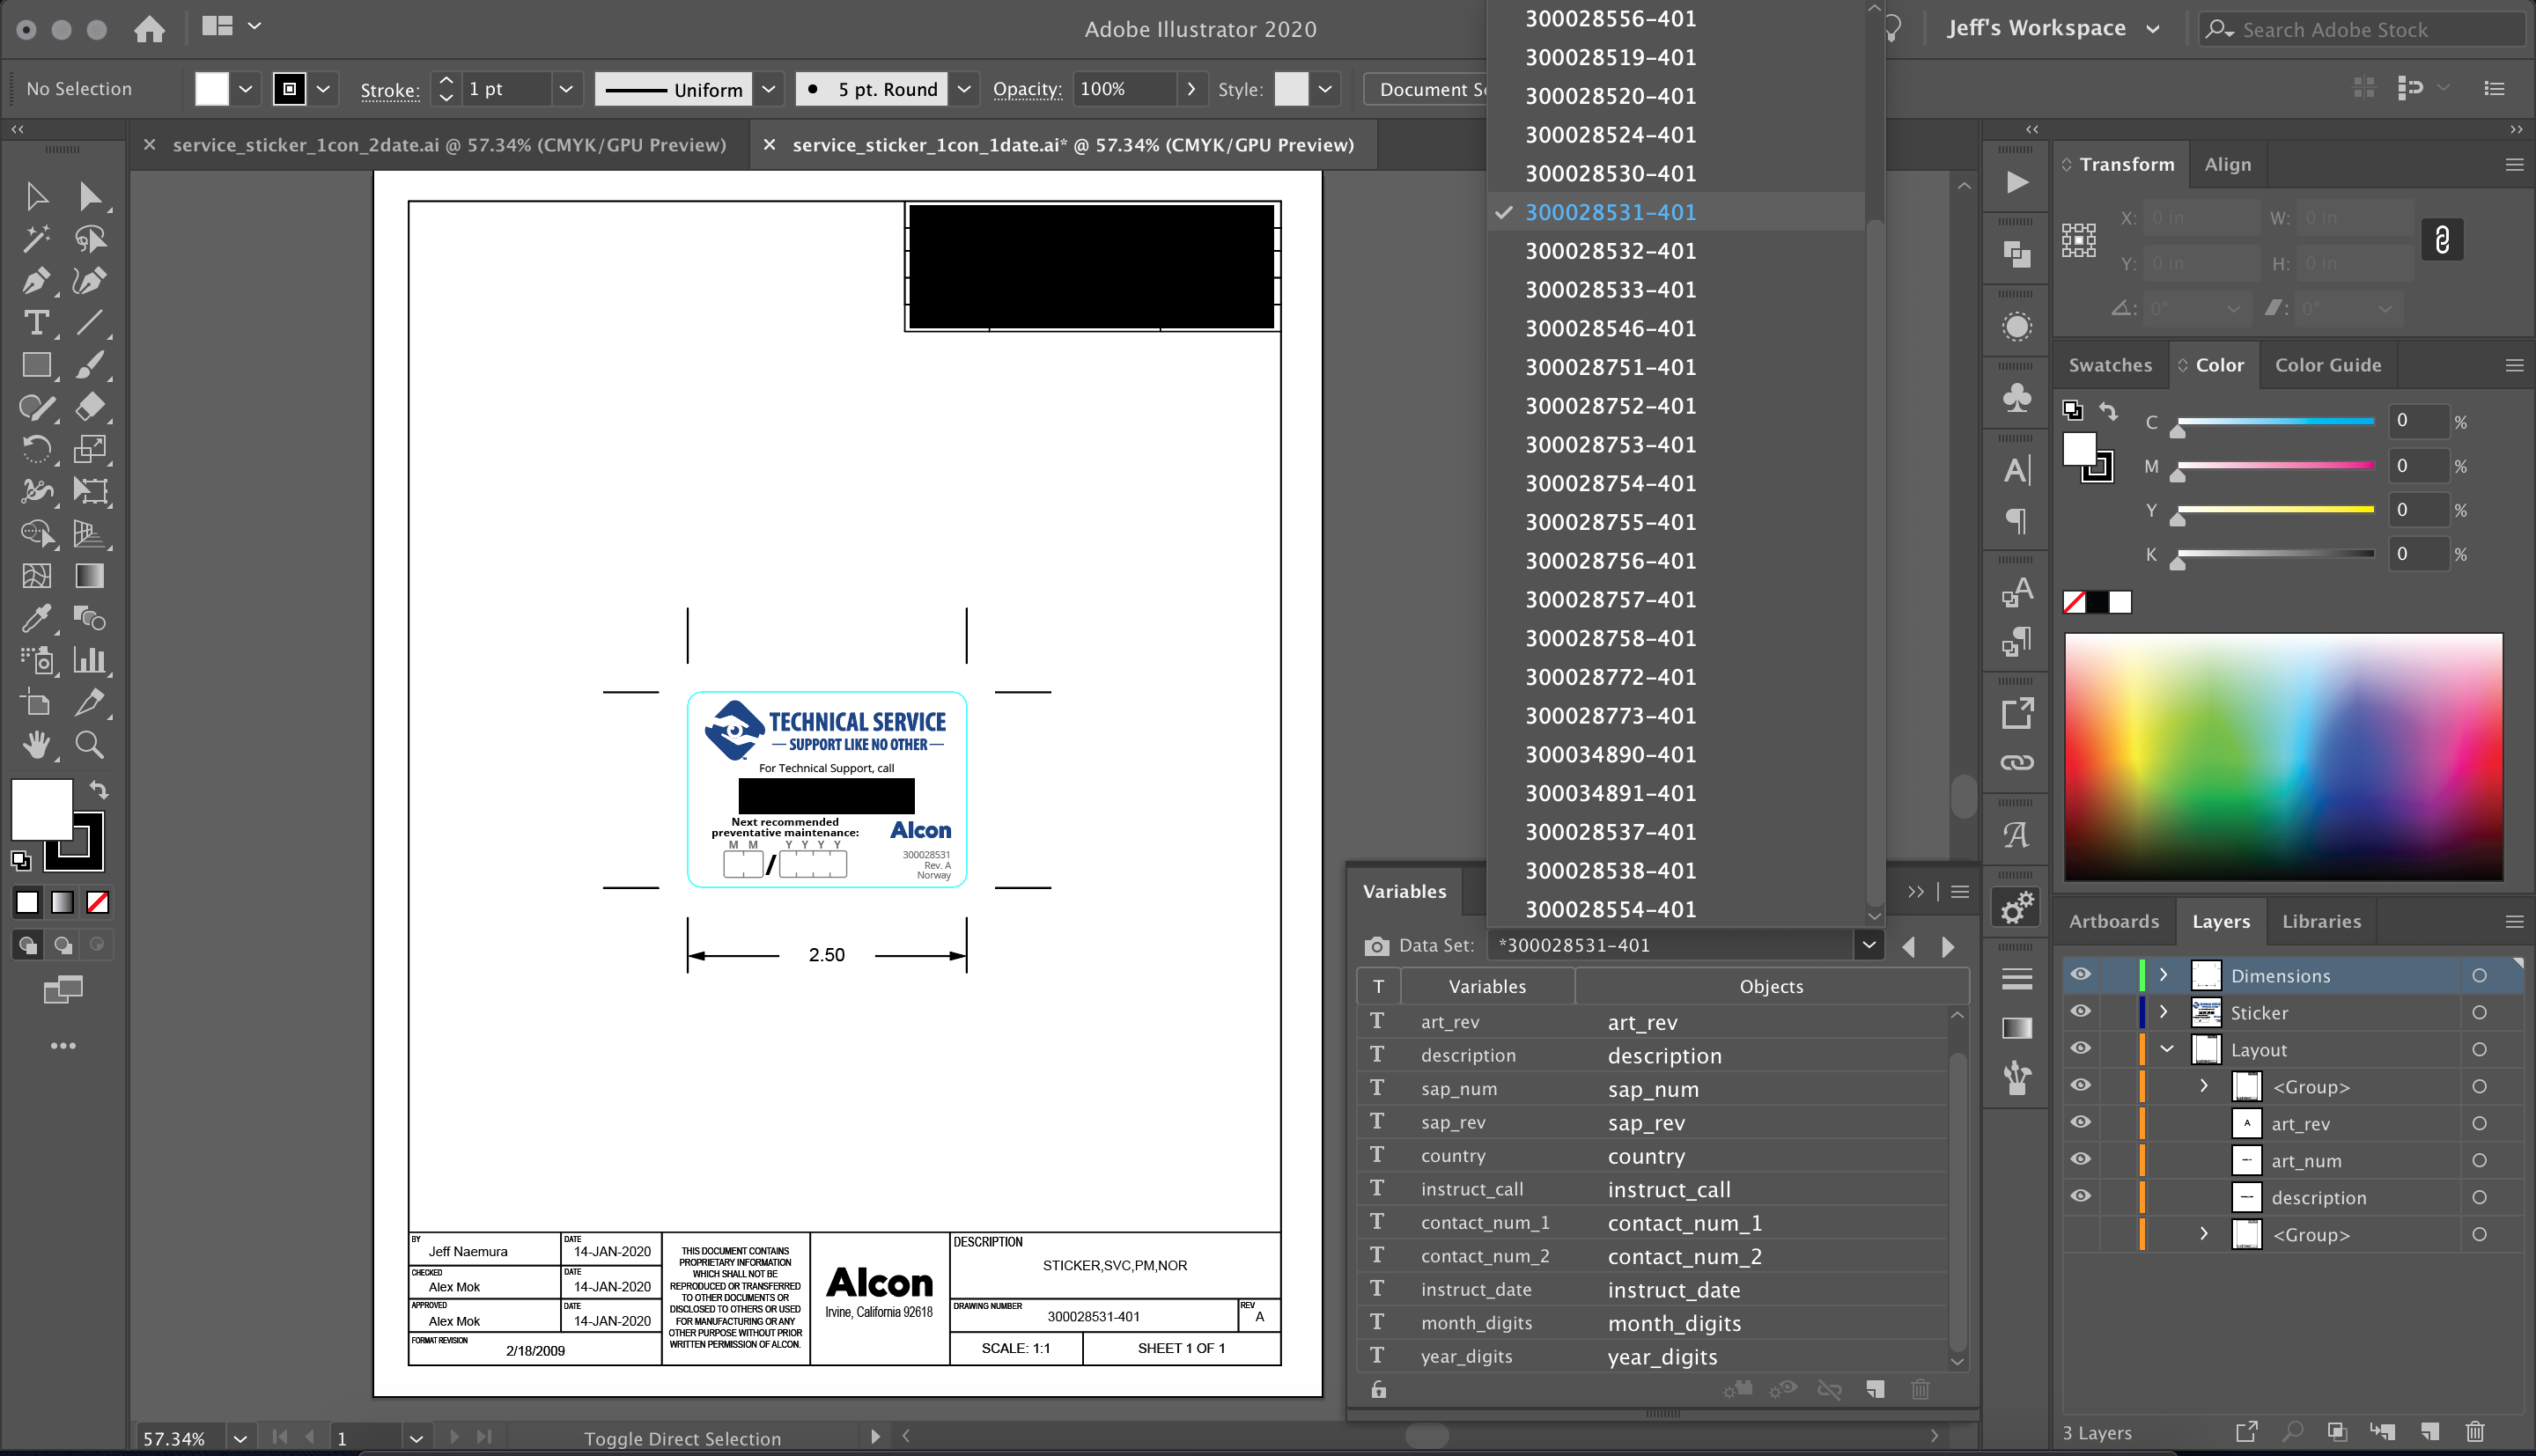 Adobe Illustrator 2020
Jeff's Workspace
Search Adobe Stock
No Selection
Stroke:
1 pt
Uniform
5 pt. Round
Opacity:
100%
Style:
Document Se
service_sticker_1con_2date.ai @ 57.34% (CMYK/GPU Preview)
service_sticker_1con_1date.ai* @ 57.34% (CMYK/GPU Preview)
300028556-401
300028519-401
300028520-401
300028524-401
300028530-401
300028531-401
300028532-401
300028533-401
300028546-401
300028751-401
300028752-401
300028753-401
300028754-401
300028755-401
300028756-401
300028757-401
300028758-401
300028772-401
300028773-401
300034890-401
300034891-401
300028537-401
300028538-401
300028554-401
TECHNICAL SERVICE
SUPPORT LIKE NO OTHER
For Technical Support, call
Next recommended
preventative maintenance:
M M Y Y Y Y
/
Alcon
300028531
Rev. A
Norway
2.50
BY
Jeff Naemura
DATE
14-JAN-2020
CHECKED
Alex Mok
DATE
14-JAN-2020
APPROVED
Alex Mok
DATE
14-JAN-2020
FORMAT REVISION
2/18/2009
THIS DOCUMENT CONTAINS
PROPRIETARY INFORMATION
WHICH SHALL NOT BE
REPRODUCED OR TRANSFERRED
TO OTHER DOCUMENTS OR
DISCLOSED TO OTHERS OR USED
FOR MANUFACTURING OR ANY
OTHER PURPOSE WITHOUT PRIOR
WRITTEN PERMISSION OF ALCON.
Alcon
Irvine, California 92618
DESCRIPTION
STICKER,SVC,PM,NOR
DRAWING NUMBER
300028531-401
REV
A
SCALE: 1:1
SHEET 1 OF 1
57.34%
1
Toggle Direct Selection
Variables
Data Set:
*300028531-401
T Variables Objects
T art_rev art_rev
T description description
T sap_num sap_num
T sap_rev sap_rev
T country country
T instruct_call instruct_call
T contact_num_1 contact_num_1
T contact_num_2 contact_num_2
T instruct_date instruct_date
T month_digits month_digits
T year_digits year_digits
Transform
Align
X: 0 in W: 0 in
Y: 0 in H: 0 in
0° 0°
Swatches
Color
Color Guide
C 0 %
M 0 %
Y 0 %
K 0 %
Artboards
Layers
Libraries
Dimensions
Sticker
Layout
<Group>
art_rev
art_num
description
<Group>
3 Layers